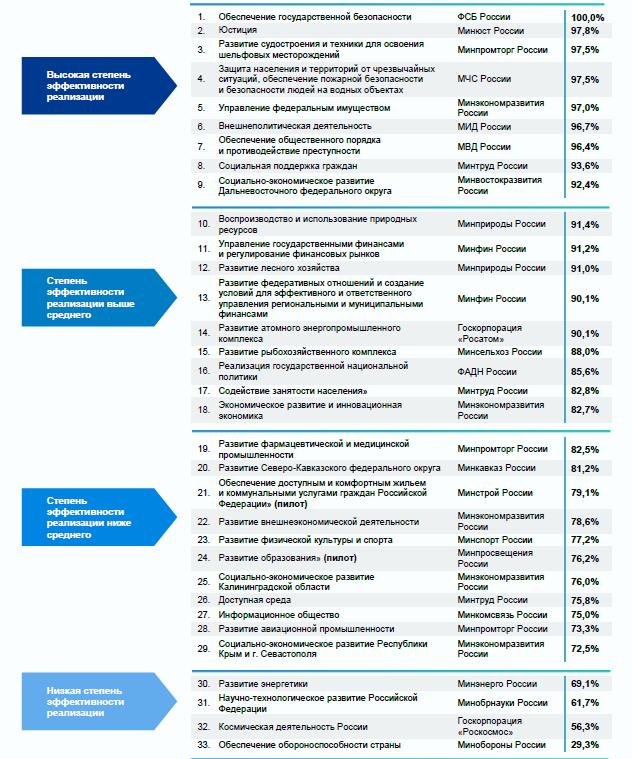 Высокая степень
эффективности
реализации
1. Обеспечение государственной безопасности ФСБ России 100,0%
2. Юстиция Минюст России 97,8%
3. Развитие судостроения и техники для освоения
шельфовых месторождений Минпромторг России 97,5%
4. Защита населения и территорий от чрезвычайных
ситуаций, обеспечение пожарной безопасности
и безопасности людей на водных объектах МЧС России 97,5%
5. Управление федеральным имуществом Минэкономразвития
России 97,0%
6. Внешнеполитическая деятельность МИД России 96,7%
7. Обеспечение общественного порядка
и противодействие преступности МВД России 96,4%
8. Социальная поддержка граждан Минтруд России 93,6%
9. Социально-экономическое развитие
Дальневосточного федерального округа Минвостокразвития
России 92,4%
Степень
эффективности
реализации выше
среднего
10. Воспроизводство и использование природных
ресурсов Минприроды России 91,4%
11. Управление государственными финансами
и регулирование финансовых рынков Минфин России 91,2%
12. Развитие лесного хозяйства Минприроды России 91,0%
13. Развитие федеративных отношений и создание
условий для эффективного и ответственного
управления региональными и муниципальными
финансами Минфин России 90,1%
14. Развитие атомного энергопромышленного
комплекса Госкорпорация
«Росатом» 90,1%
15. Развитие рыбохозяйственного комплекса Минсельхоз России 88,0%
16. Реализация государственной национальной
политики ФАДН России 85,6%
17. Содействие занятости населения» Минтруд России 82,8%
18. Экономическое развитие и инновационная
экономика Минэкономразвития
России 82,7%
Степень
эффективности
реализации ниже
среднего
19. Развитие фармацевтической и медицинской
промышленности Минпромторг России 82,5%
20. Развитие Северо-Кавказского федерального округа Минкавказ России 81,2%
21. Обеспечение доступным и комфортным жильем
и коммунальными услугами граждан Российской
Федерации» (пилот) Минстрой России 79,1%
22. Развитие внешнеэкономической деятельности Минэкономразвития
России 78,6%
23. Развитие физической культуры и спорта Минспорт России 77,2%
24. Развитие образования» (пилот) Минпросвещения
России 76,2%
25. Социально-экономическое развитие
Калининградской области Минэкономразвития
России 76,0%
26. Доступная среда Минтруд России 75,8%
27. Информационное общество Минкомсвязь России 75,0%
28. Развитие авиационной промышленности Минпромторг России 73,3%
29. Социально-экономическое развитие Республики
Крым и г. Севастополя Минэкономразвития
России 72,5%
Низкая степень
эффективности
реализации
30. Развитие энергетики Минэнерго России 69,1%
31. Научно-технологическое развитие Российской
Федерации Минобрнауки России 61,7%
32. Космическая деятельность России Госкорпорация
«Роскосмос» 56,3%
33. Обеспечение обороноспособности страны Минобороны России 29,3%